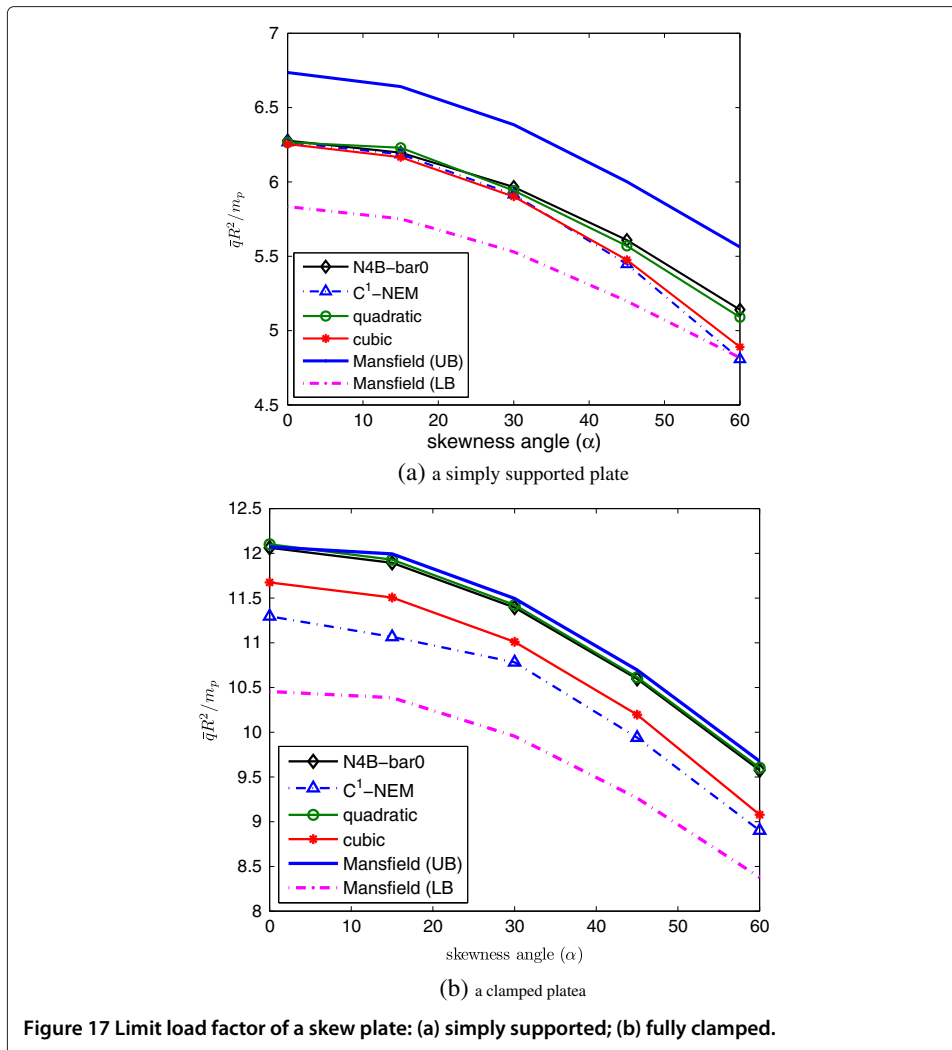 7
6.5
6
5.5
5
4.5
q̄R²/m_p
N4B−bar0
C¹−NEM
quadratic
cubic
Mansfield (UB)
Mansfield (LB
0 10 20 30 40 50 60
skewness angle (α)
(a) a simply supported plate
12.5
12
11.5
11
10.5
10
9.5
9
8.5
8
q̄R²/m_p
N4B−bar0
C¹−NEM
quadratic
cubic
Mansfield (UB)
Mansfield (LB
0 10 20 30 40 50 60
skewness angle (α)
(b) a clamped platea
Figure 17 Limit load factor of a skew plate: (a) simply supported; (b) fully clamped.